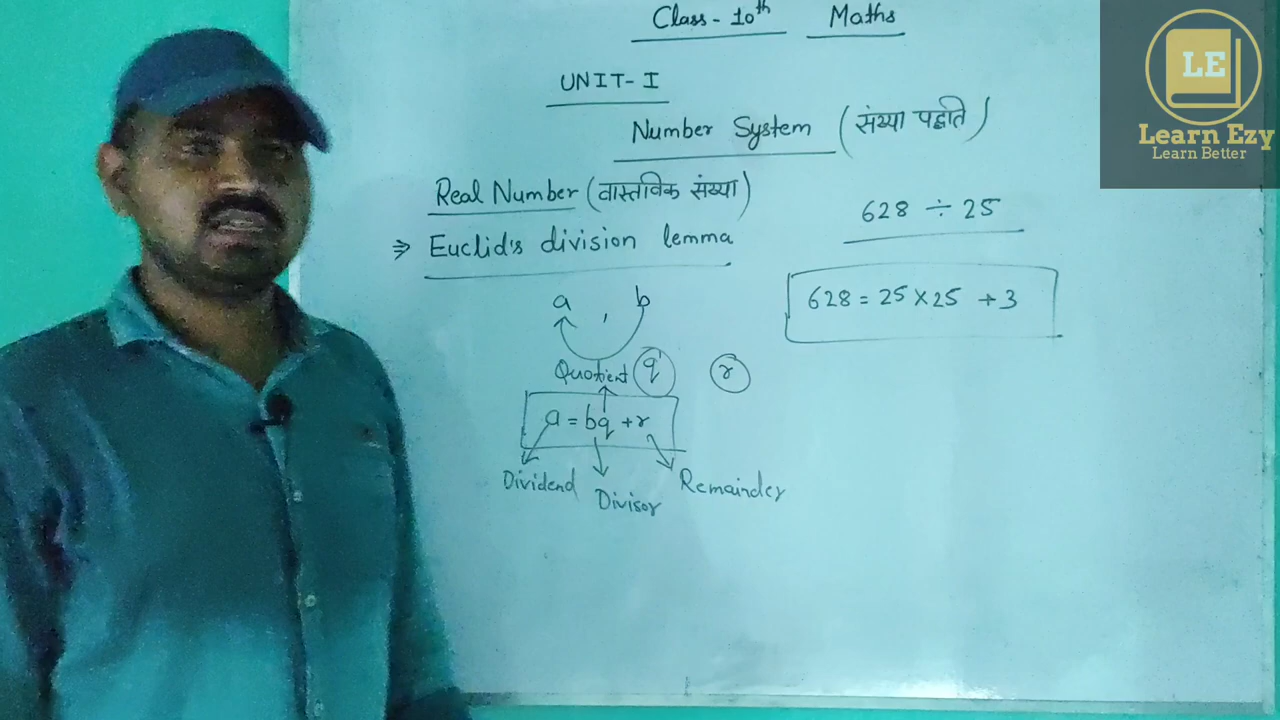 Class - 10th Maths
UNIT - I
Number System (संख्या पद्धति)
Real Number (वास्तविक संख्या)
⇒ Euclid's division lemma
a , b
Quotient q r
a = bq + r
Dividend Divisor Remainder
628 ÷ 25
628 = 25 × 25 + 3
LE
Learn Ezy
Learn Better